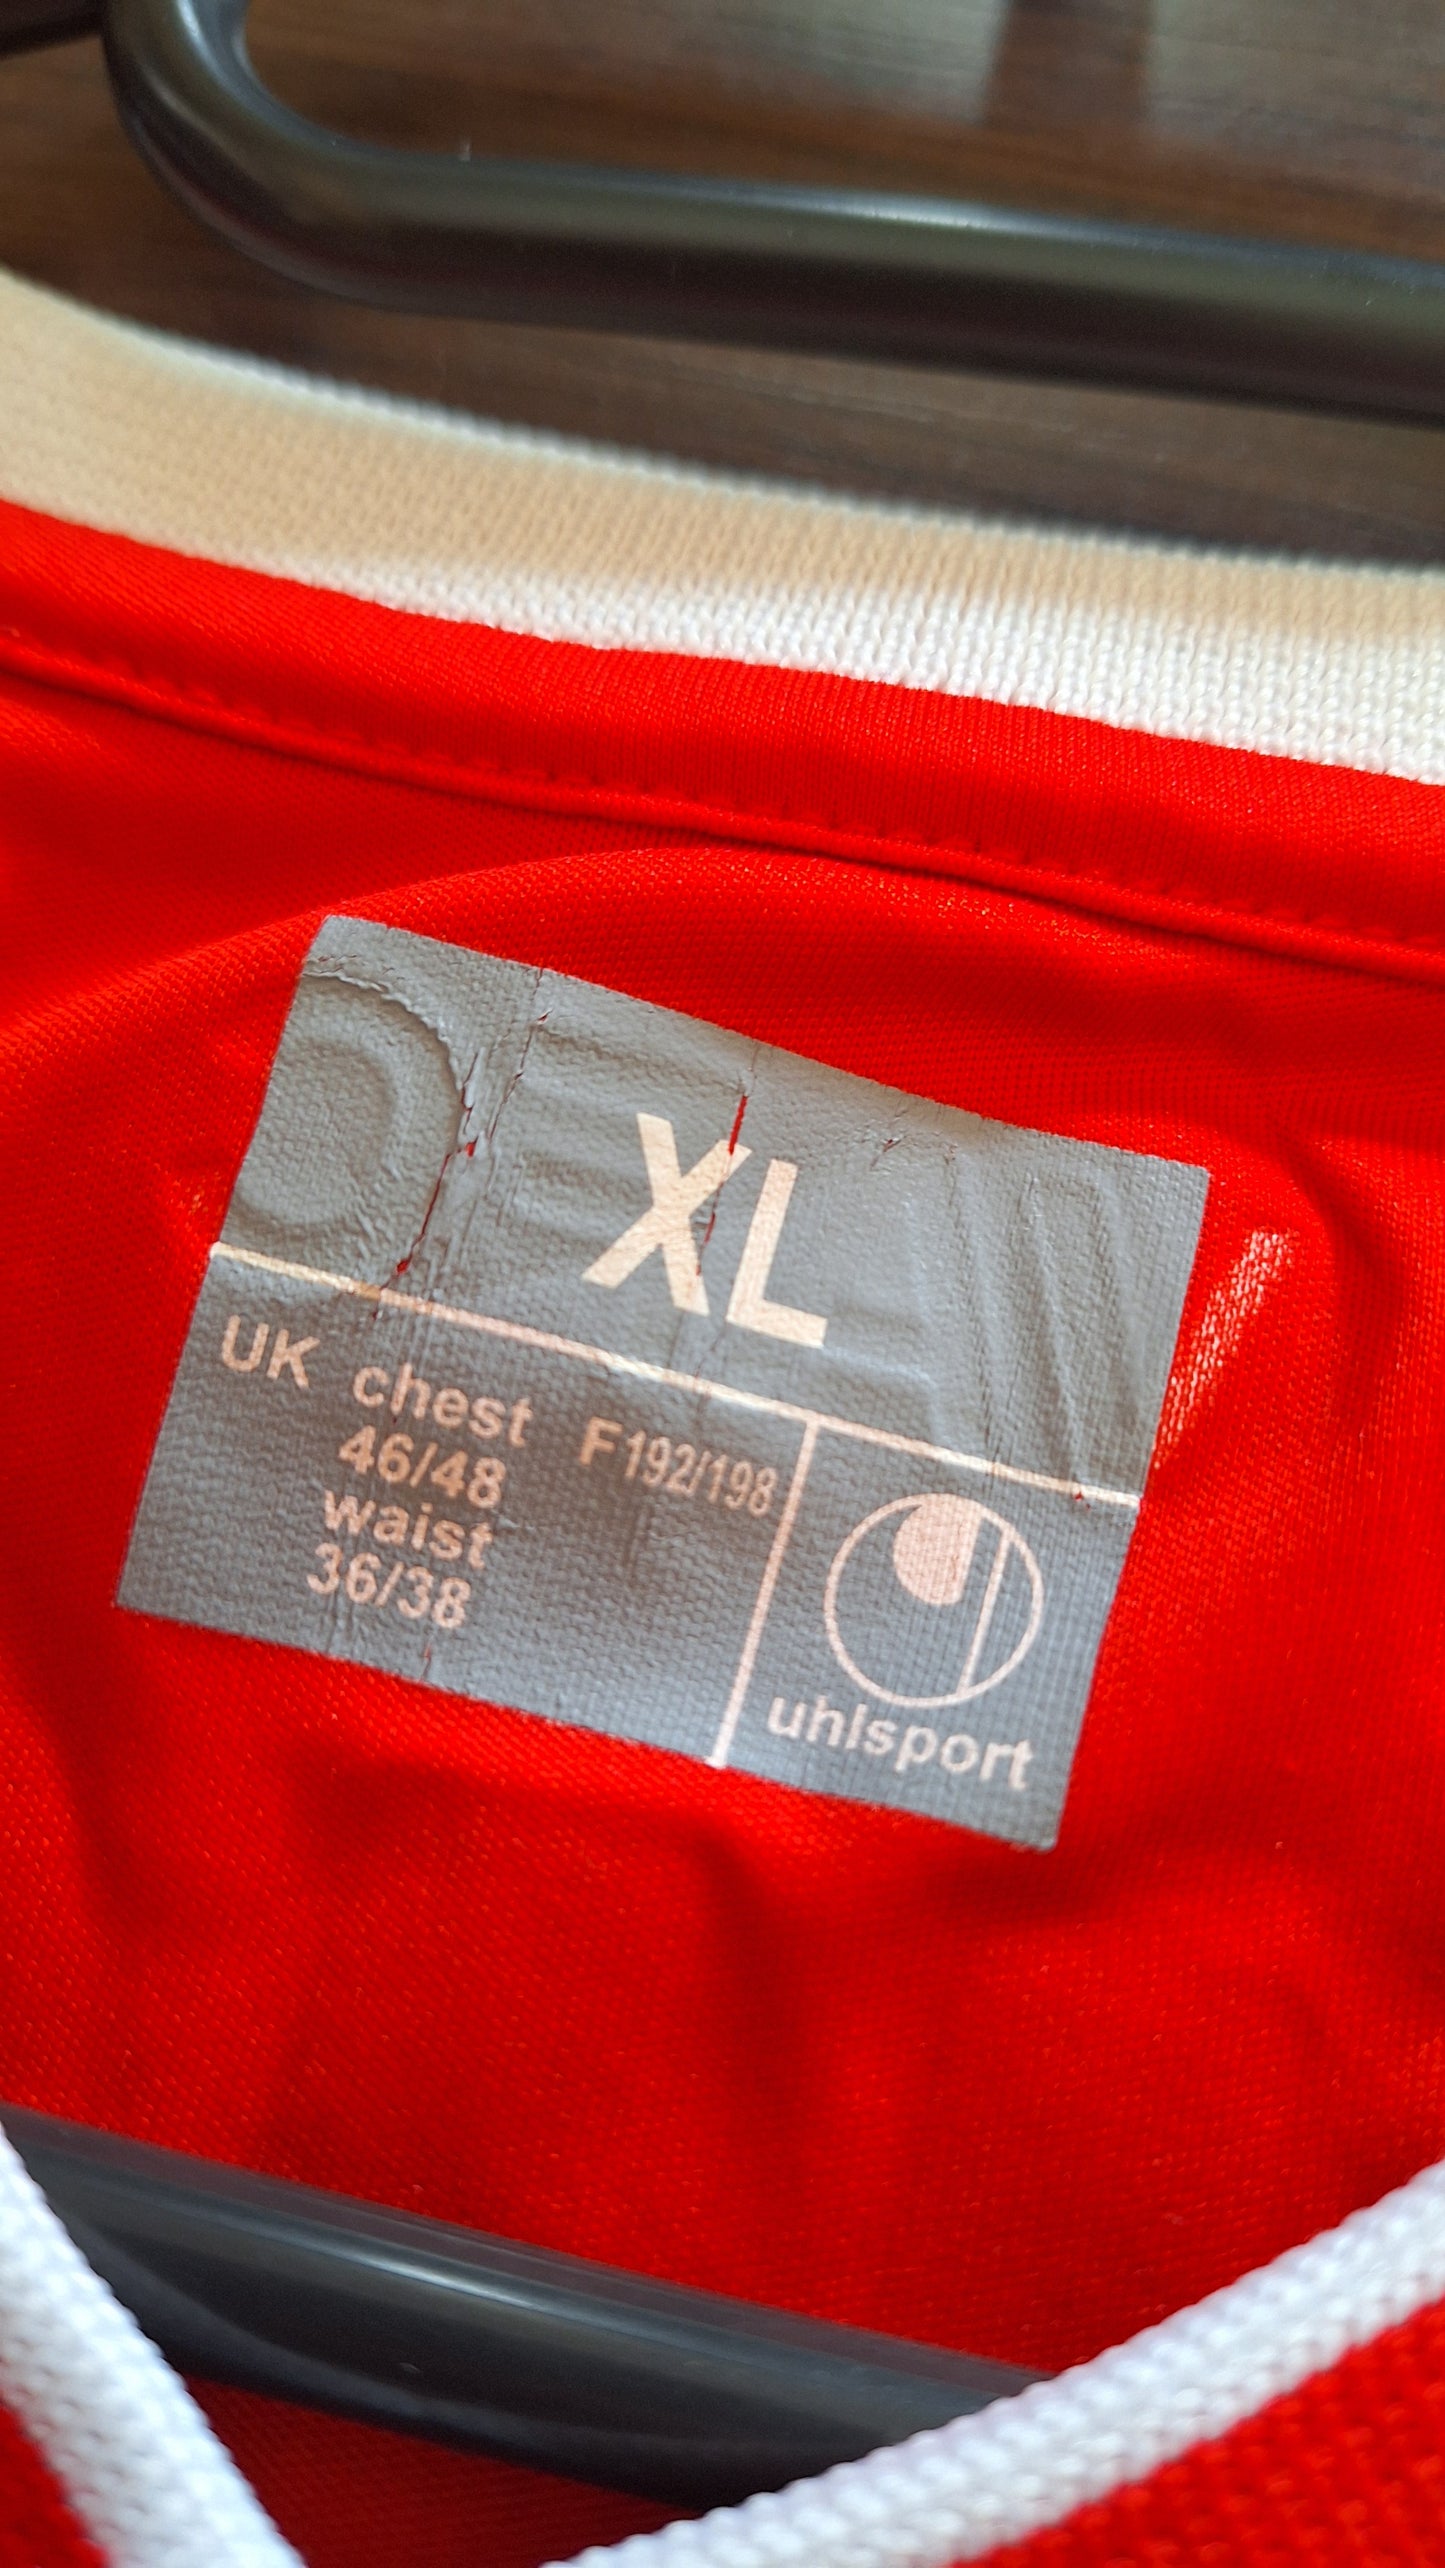 XL
UK chest F192/198
46/48
waist
36/38
uhlsport